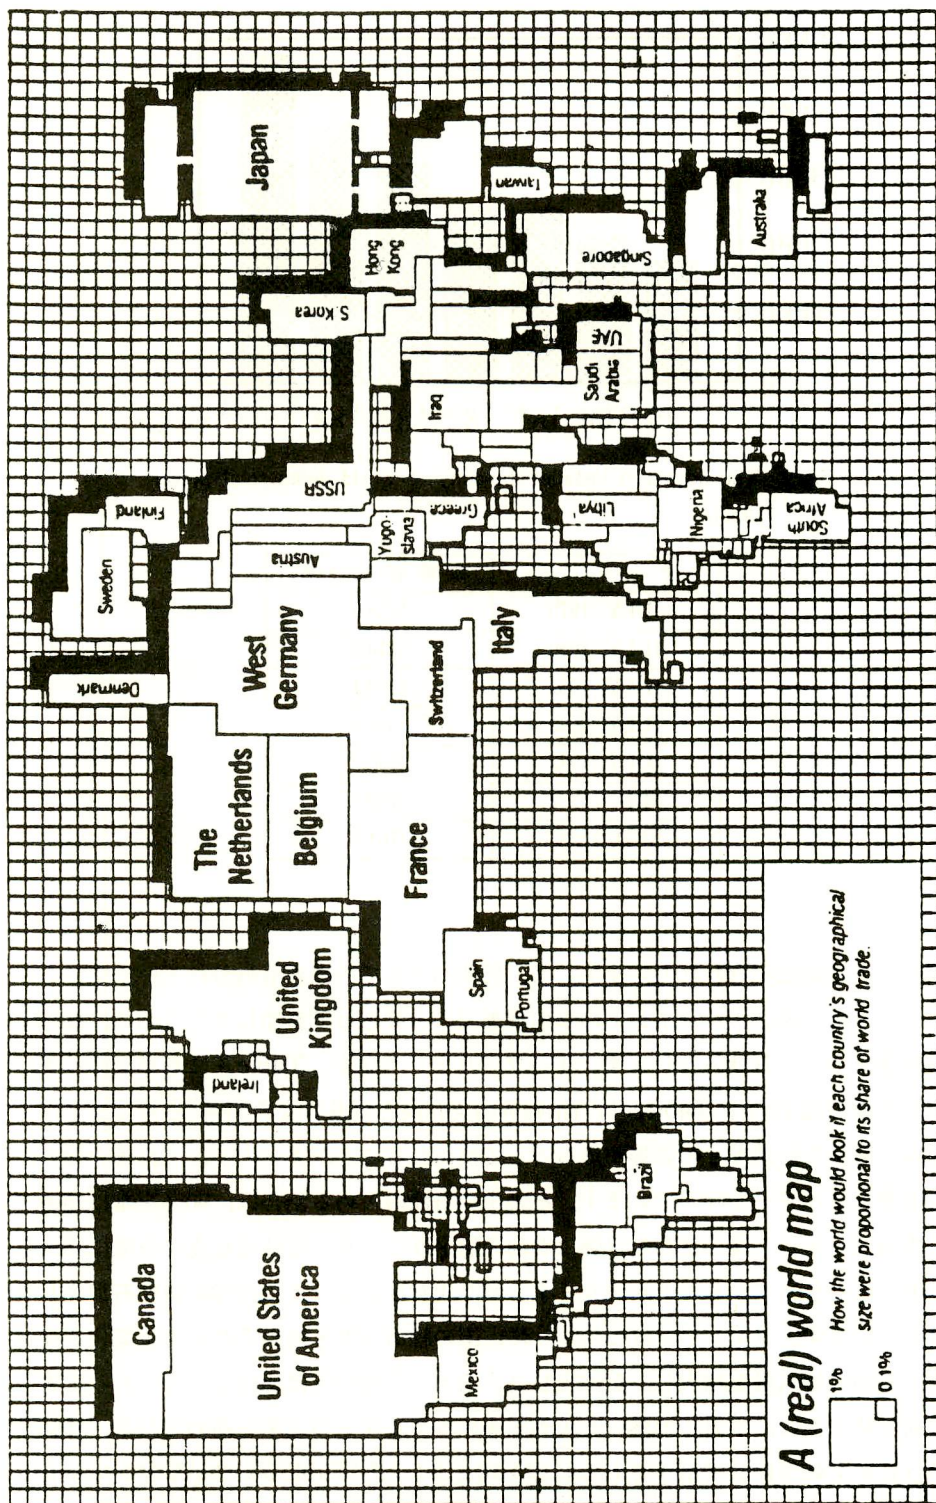 Canada
United States
of America
Mexico
Brazil
Ireland
United
Kingdom
Denmark
Sweden
Finland
The
Netherlands
Belgium
France
Spain
Portugal
West
Germany
Switzerland
Italy
Austria
Yugo-
slavia
Greece
USSR
Libya
Nigeria
South
Africa
Iraq
Saudi
Arabia
UAE
S. Korea
Hong
Kong
Japan
Taiwan
Singapore
Australia
A (real) world map
1%
0 1%
How the world would look if each country's geographical
size were proportional to its share of world trade.